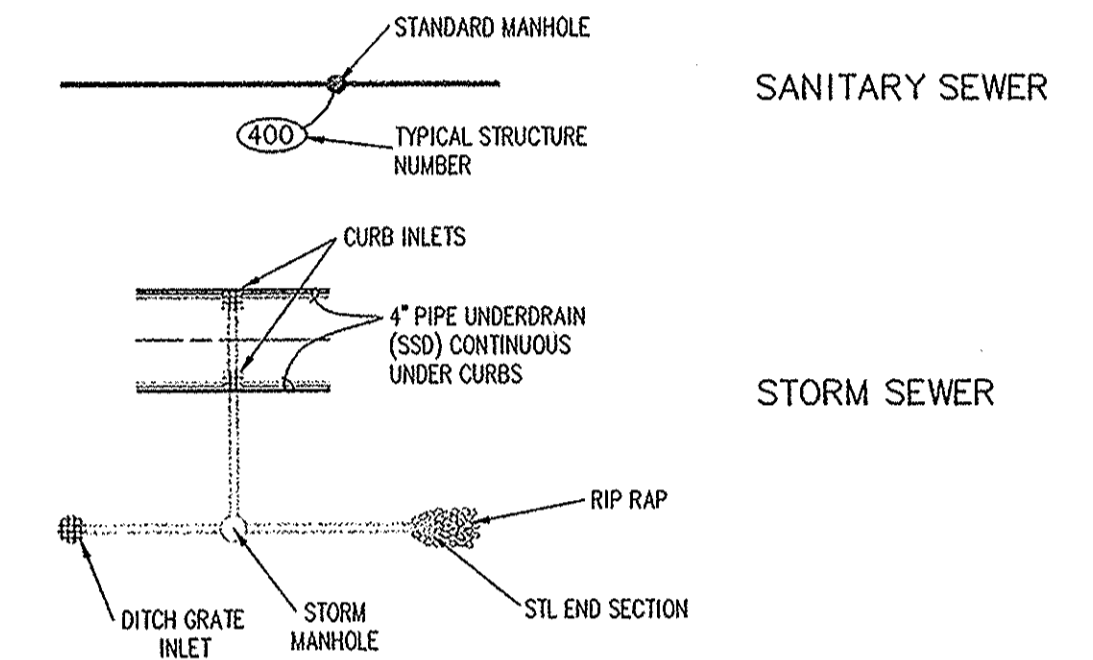 STANDARD MANHOLE
SANITARY SEWER
400
TYPICAL STRUCTURE
NUMBER
CURB INLETS
4" PIPE UNDERDRAIN
(SSD) CONTINUOUS
UNDER CURBS
STORM SEWER
RIP RAP
STL END SECTION
DITCH GRATE
INLET
STORM
MANHOLE